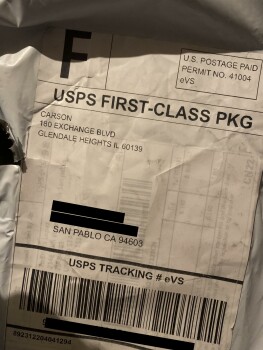 F
U.S. POSTAGE PAID
PERMIT NO. 41004
eVS
USPS FIRST-CLASS PKG
CARSON
180 EXCHANGE BLVD
GLENDALE HEIGHTS IL 60139
SAN PABLO CA 94603
USPS TRACKING # eVS